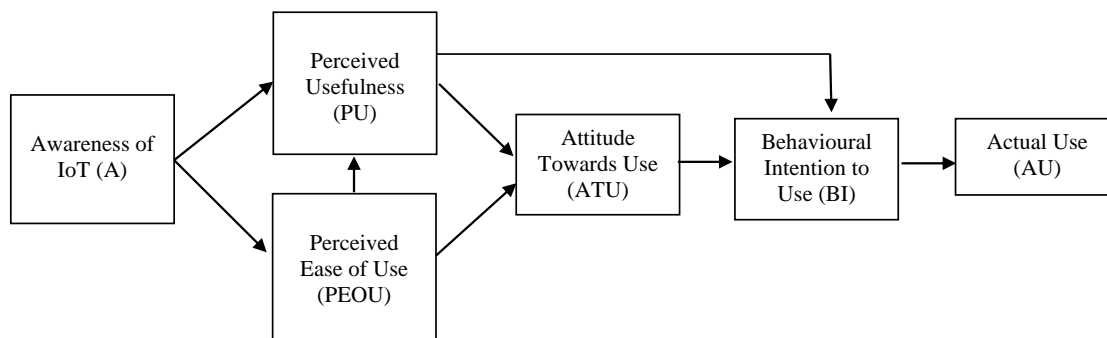 Awareness of
IoT (A)
Perceived
Usefulness
(PU)
Perceived
Ease of Use
(PEOU)
Attitude
Towards Use
(ATU)
Behavioural
Intention to
Use (BI)
Actual Use
(AU)